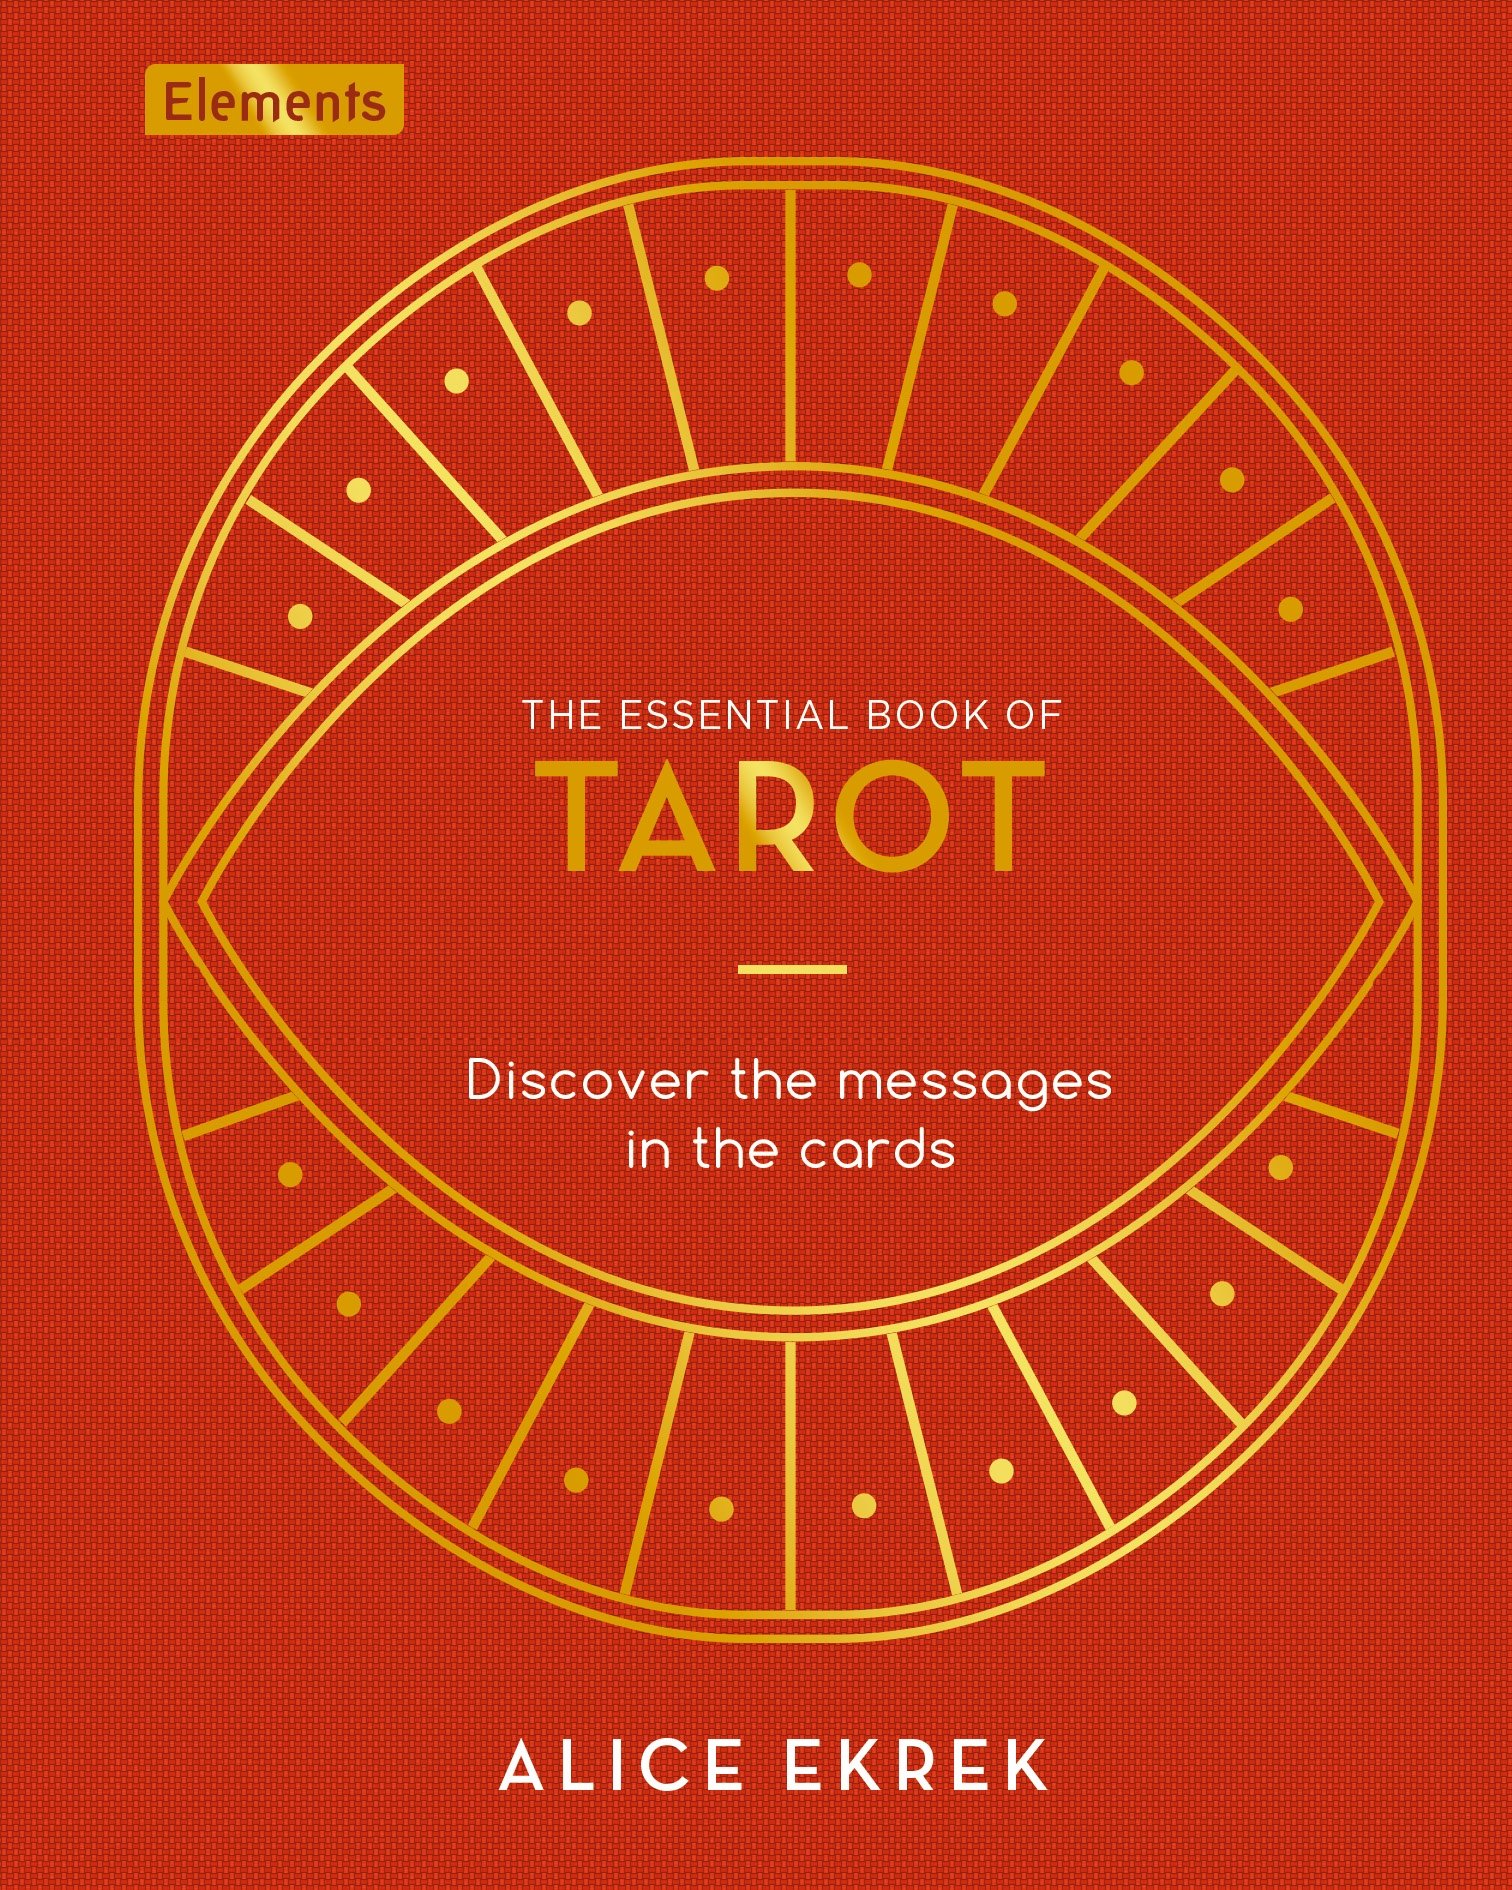 Elements
THE ESSENTIAL BOOK OF
TAROT
Discover the messages
in the cards
ALICE EKREK